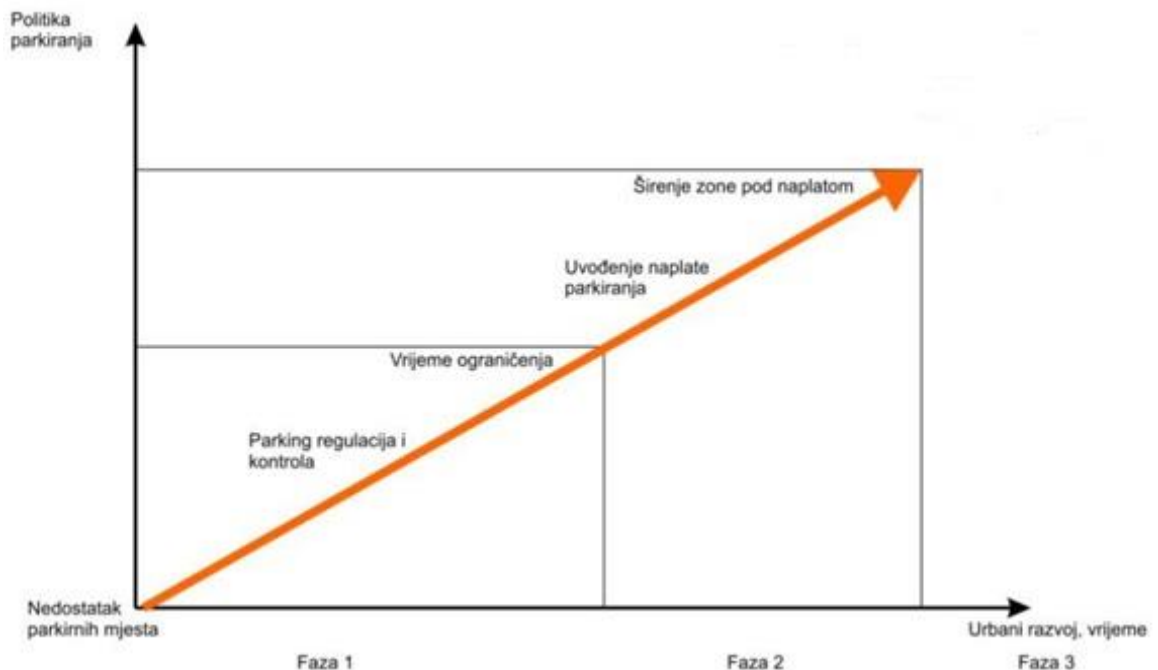 Politika
parkiranja
Širenje zone pod naplatom
Uvođenje naplate
parkiranja
Vrijeme ograničenja
Parking regulacija i
kontrola
Nedostatak
parkirnih mjesta
Urbani razvoj, vrijeme
Faza 1
Faza 2
Faza 3